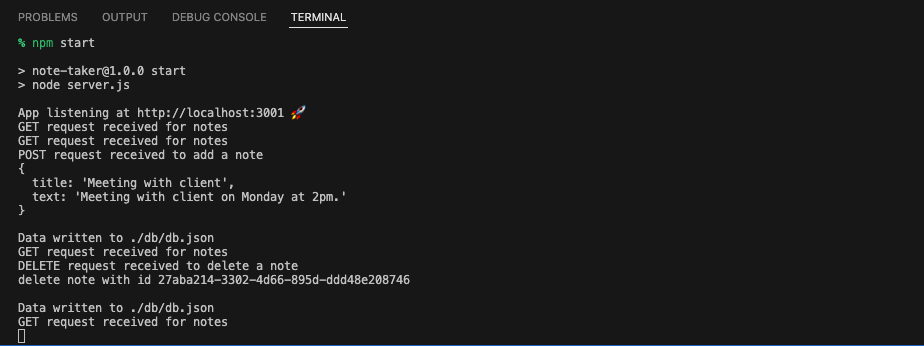 PROBLEMS OUTPUT DEBUG CONSOLE TERMINAL
% npm start
> note-taker@1.0.0 start
> node server.js
App listening at http://localhost:3001 🚀
GET request received for notes
GET request received for notes
POST request received to add a note
{
  title: 'Meeting with client',
  text: 'Meeting with client on Monday at 2pm.'
}
Data written to ./db/db.json
GET request received for notes
DELETE request received to delete a note
delete note with id 27aba214-3302-4d66-895d-ddd48e208746
Data written to ./db/db.json
GET request received for notes